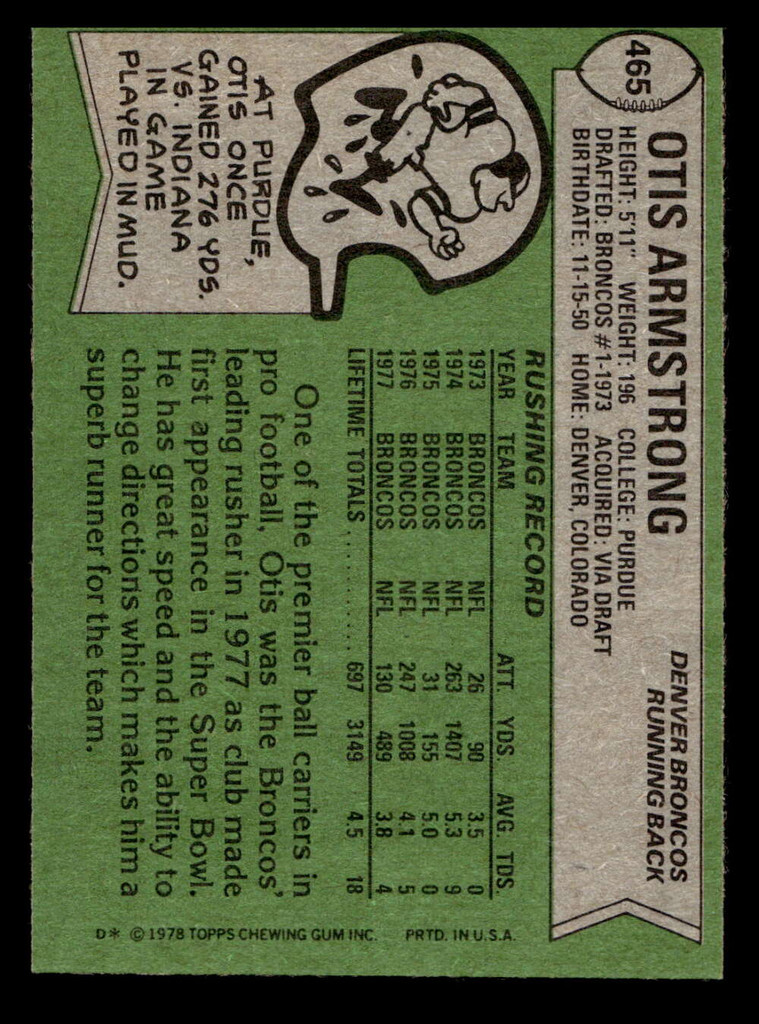 465
OTIS ARMSTRONG
DENVER BRONCOS
RUNNING BACK
HEIGHT: 5'11" WEIGHT: 196 COLLEGE: PURDUE
DRAFTED: BRONCOS #1-1973 ACQUIRED: VIA DRAFT
BIRTHDATE: 11-15-50 HOME: DENVER, COLORADO
AT PURDUE,
OTIS ONCE
GAINED 276 YDS.
VS. INDIANA
IN GAME
PLAYED IN MUD.
RUSHING RECORD
YEAR TEAM ATT. YDS. AVG. TDS.
1973 BRONCOS NFL 26 90 3.5 0
1974 BRONCOS NFL 263 1407 5.3 9
1975 BRONCOS NFL 31 155 5.0 0
1976 BRONCOS NFL 247 1008 4.1 5
1977 BRONCOS NFL 130 489 3.8 4
LIFETIME TOTALS ............ 697 3149 4.5 18
One of the premier ball carriers in
pro football, Otis was the Broncos'
leading rusher in 1977 as club made
first appearance in the Super Bowl.
He has great speed and the ability to
change directions which makes him a
superb runner for the team.
D* © 1978 TOPPS CHEWING GUM INC. PRTD. IN U.S.A.